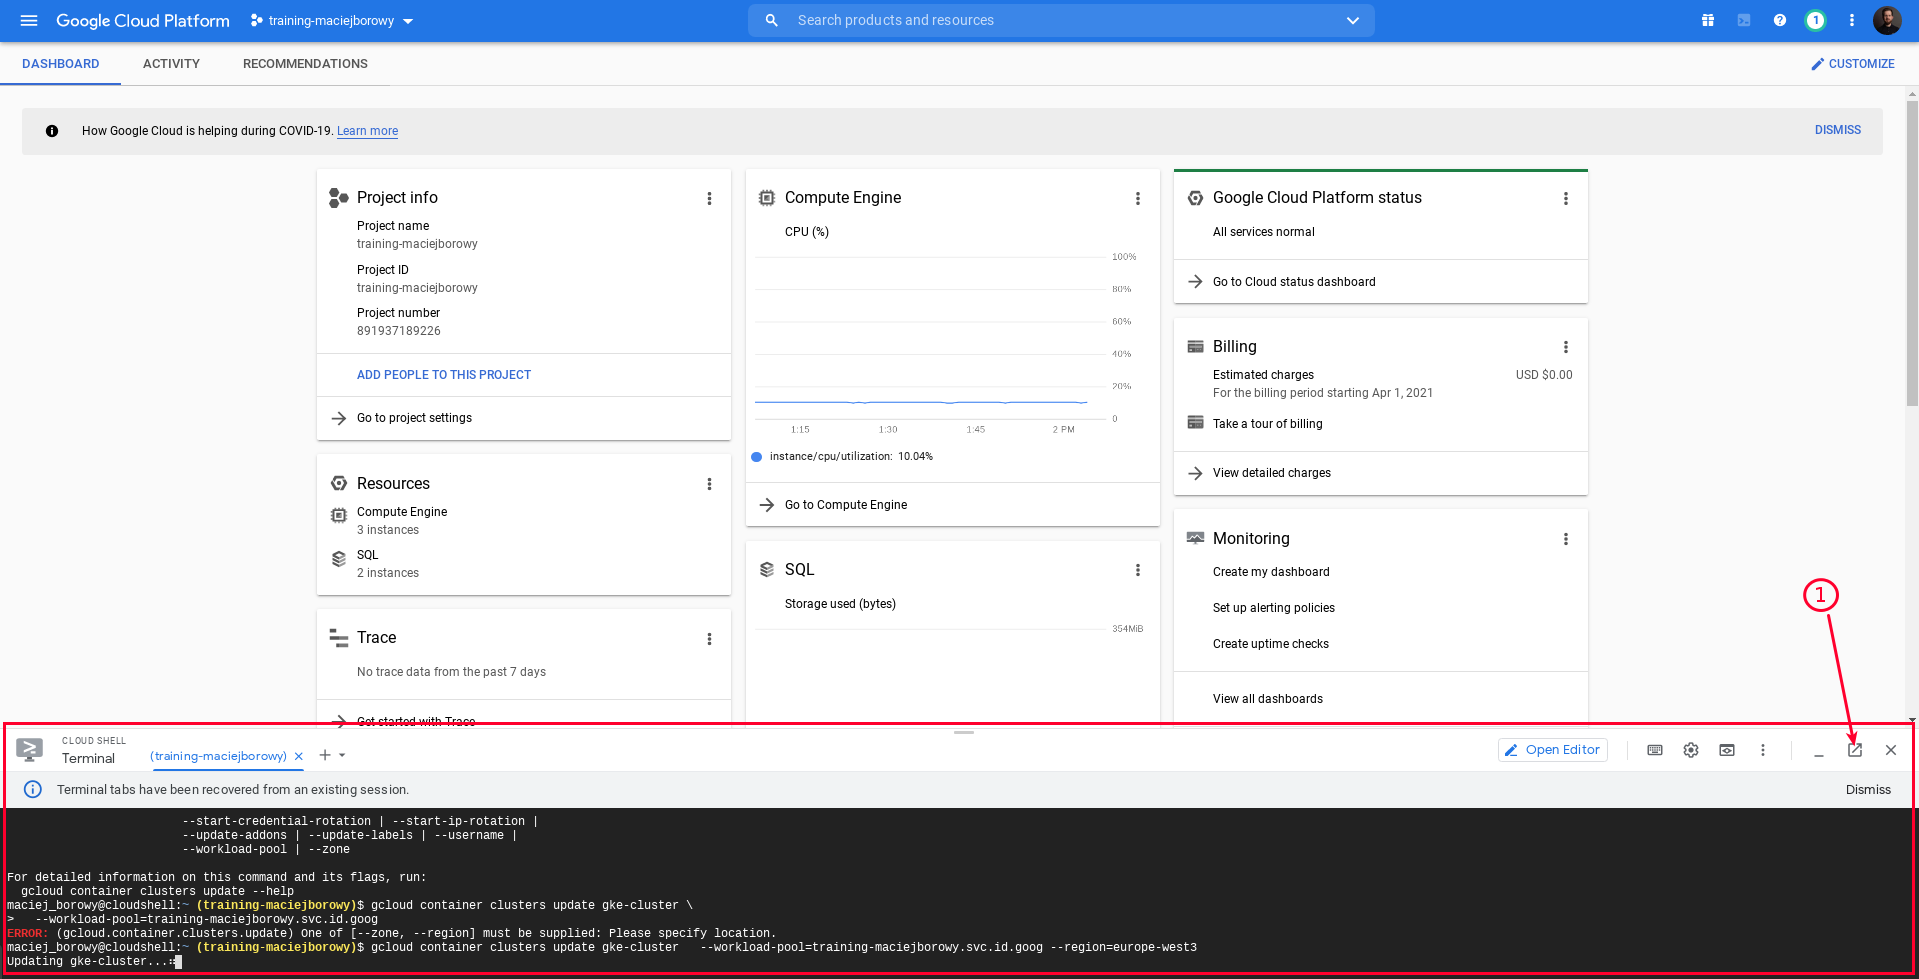 Google Cloud Platform
training-maciejborowy
Search products and resources
1
DASHBOARD
ACTIVITY
RECOMMENDATIONS
CUSTOMIZE
How Google Cloud is helping during COVID-19. Learn more
DISMISS
Project info
Project name
training-maciejborowy
Project ID
training-maciejborowy
Project number
891937189226
ADD PEOPLE TO THIS PROJECT
Go to project settings
Resources
Compute Engine
3 instances
SQL
2 instances
Trace
No trace data from the past 7 days
Get started with Trace
Compute Engine
CPU (%)
100%
80%
60%
40%
20%
0
1:15 1:30 1:45 2 PM
instance/cpu/utilization: 10.04%
Go to Compute Engine
SQL
Storage used (bytes)
354MiB
Google Cloud Platform status
All services normal
Go to Cloud status dashboard
Billing
Estimated charges USD $0.00
For the billing period starting Apr 1, 2021
Take a tour of billing
View detailed charges
Monitoring
Create my dashboard
Set up alerting policies
Create uptime checks
View all dashboards
1
CLOUD SHELL
Terminal
(training-maciejborowy)
Open Editor
Terminal tabs have been recovered from an existing session.
Dismiss
--start-credential-rotation | --start-ip-rotation |
--update-addons | --update-labels | --username |
--workload-pool | --zone
For detailed information on this command and its flags, run:
gcloud container clusters update --help
maciej_borowy@cloudshell:~ (training-maciejborowy)$ gcloud container clusters update gke-cluster \
> --workload-pool=training-maciejborowy.svc.id.goog
ERROR: (gcloud.container.clusters.update) One of [--zone, --region] must be supplied: Please specify location.
maciej_borowy@cloudshell:~ (training-maciejborowy)$ gcloud container clusters update gke-cluster --workload-pool=training-maciejborowy.svc.id.goog --region=europe-west3
Updating gke-cluster...